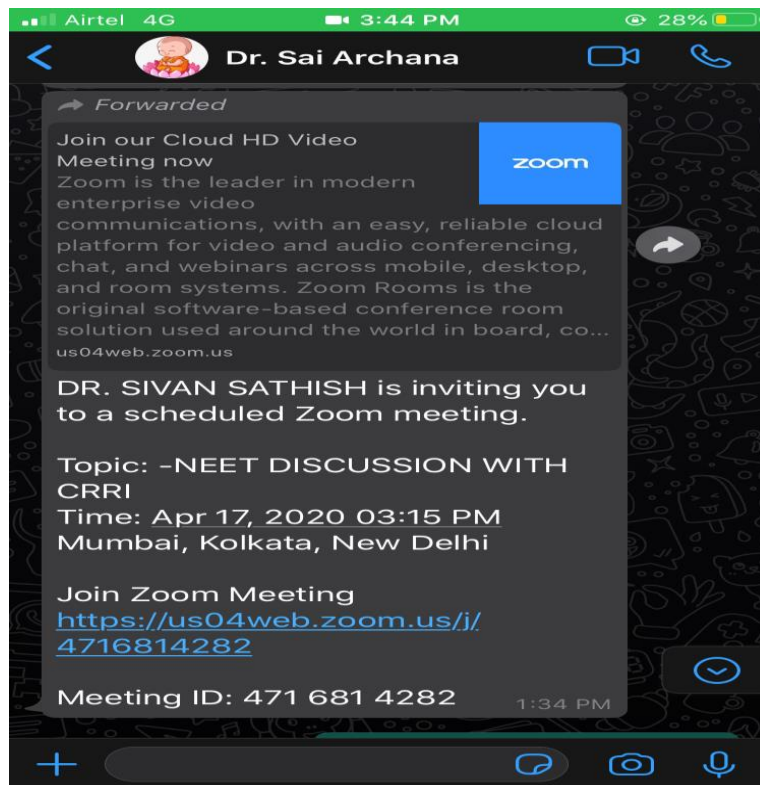 Airtel 4G 3:44 PM 28%
Dr. Sai Archana
Forwarded
Join our Cloud HD Video
Meeting now
zoom
Zoom is the leader in modern
enterprise video
communications, with an easy, reliable cloud
platform for video and audio conferencing,
chat, and webinars across mobile, desktop,
and room systems. Zoom Rooms is the
original software-based conference room
solution used around the world in board, co...
us04web.zoom.us
DR. SIVAN SATHISH is inviting you
to a scheduled Zoom meeting.
Topic: -NEET DISCUSSION WITH
CRRI
Time: Apr 17, 2020 03:15 PM
Mumbai, Kolkata, New Delhi
Join Zoom Meeting
https://us04web.zoom.us/j/
4716814282
Meeting ID: 471 681 4282
1:34 PM